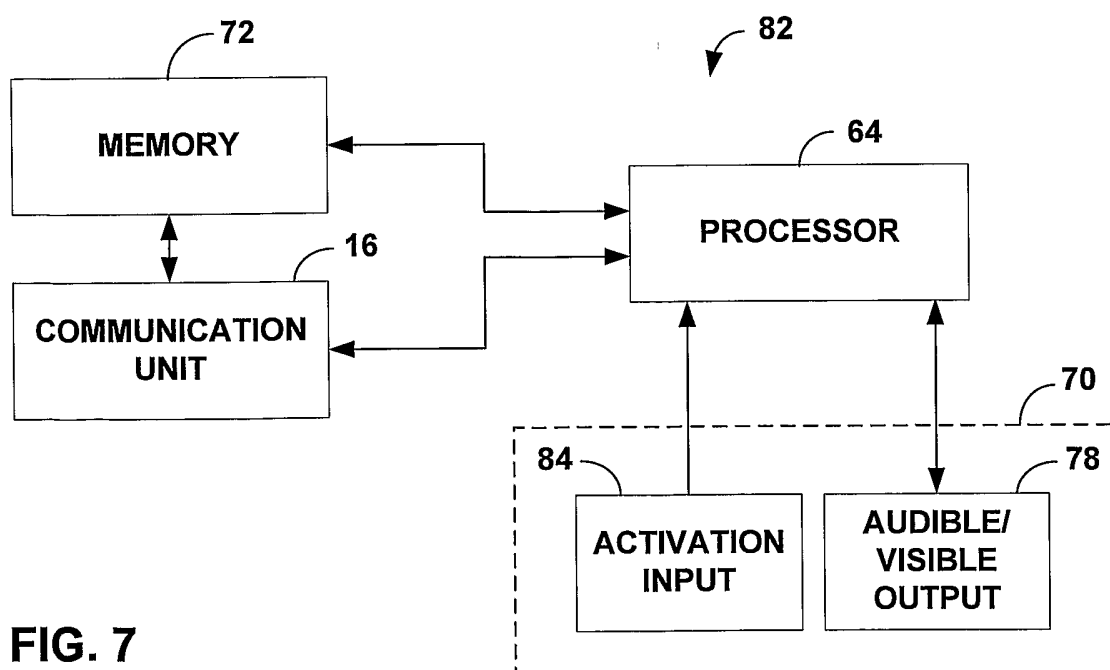 82
72
MEMORY
64
PROCESSOR
16
COMMUNICATION
UNIT
70
84
ACTIVATION
INPUT
78
AUDIBLE/
VISIBLE
OUTPUT
FIG. 7